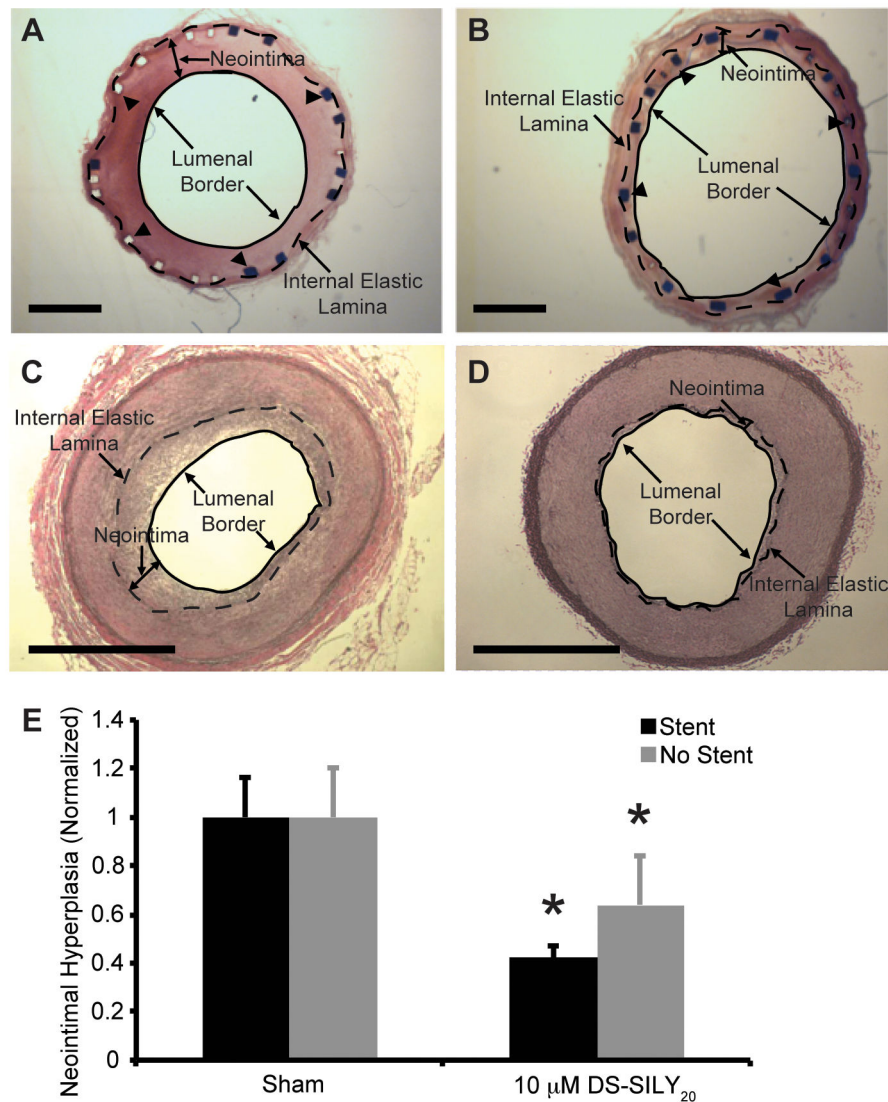 A
Neointima
Lumenal
Border
Internal Elastic
Lamina
B
Neointima
Internal Elastic
Lamina
Lumenal
Border
C
Internal Elastic
Lamina
Lumenal
Border
Neointima
D
Neointima
Lumenal
Border
Internal Elastic
Lamina
E
Neointimal Hyperplasia (Normalized)
1.4
1.2
1
0.8
0.6
0.4
0.2
0
Stent
No Stent
*
*
Sham
10 μM DS-SILY₂₀